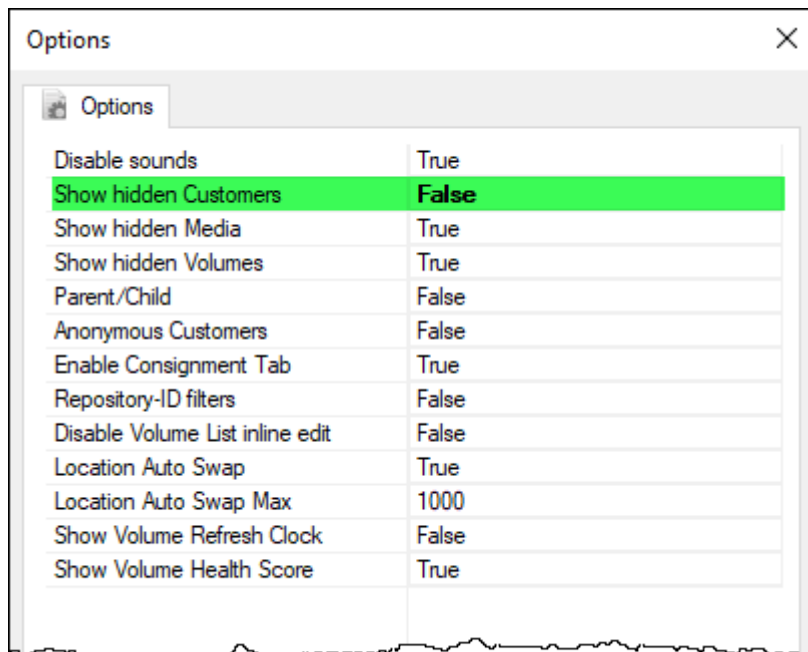 Options
Options
Disable sounds True
Show hidden Customers False
Show hidden Media True
Show hidden Volumes True
Parent/Child False
Anonymous Customers False
Enable Consignment Tab True
Repository-ID filters False
Disable Volume List inline edit False
Location Auto Swap True
Location Auto Swap Max 1000
Show Volume Refresh Clock False
Show Volume Health Score True